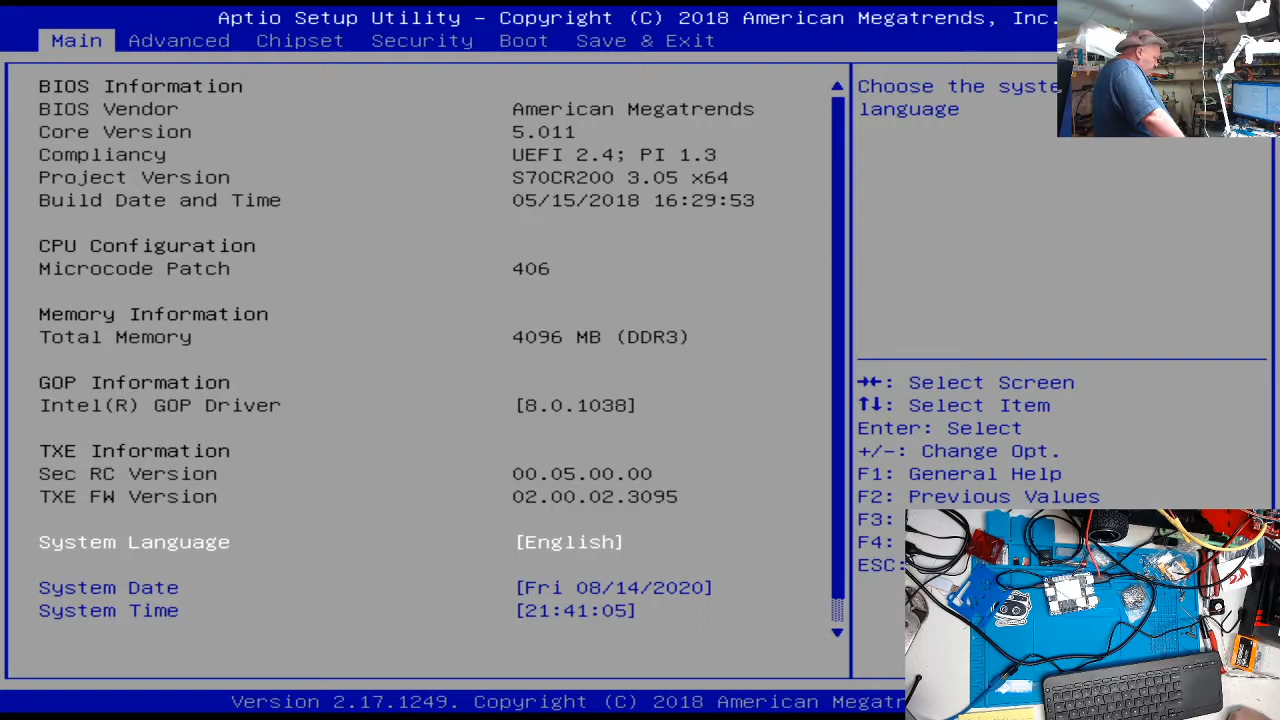 Aptio Setup Utility – Copyright (C) 2018 American Megatrends, Inc.
Main Advanced Chipset Security Boot Save & Exit
BIOS Information
BIOS Vendor American Megatrends
Core Version 5.011
Compliancy UEFI 2.4; PI 1.3
Project Version S70CR200 3.05 x64
Build Date and Time 05/15/2018 16:29:53
CPU Configuration
Microcode Patch 406
Memory Information
Total Memory 4096 MB (DDR3)
GOP Information
Intel(R) GOP Driver [8.0.1038]
TXE Information
Sec RC Version 00.05.00.00
TXE FW Version 02.00.02.3095
System Language [English]
System Date [Fri 08/14/2020]
System Time [21:41:05]
Choose the syste
language
→←: Select Screen
↑↓: Select Item
Enter: Select
+/-: Change Opt.
F1: General Help
F2: Previous Values
F3:
F4:
ESC:
Version 2.17.1249. Copyright (C) 2018 American Megatr